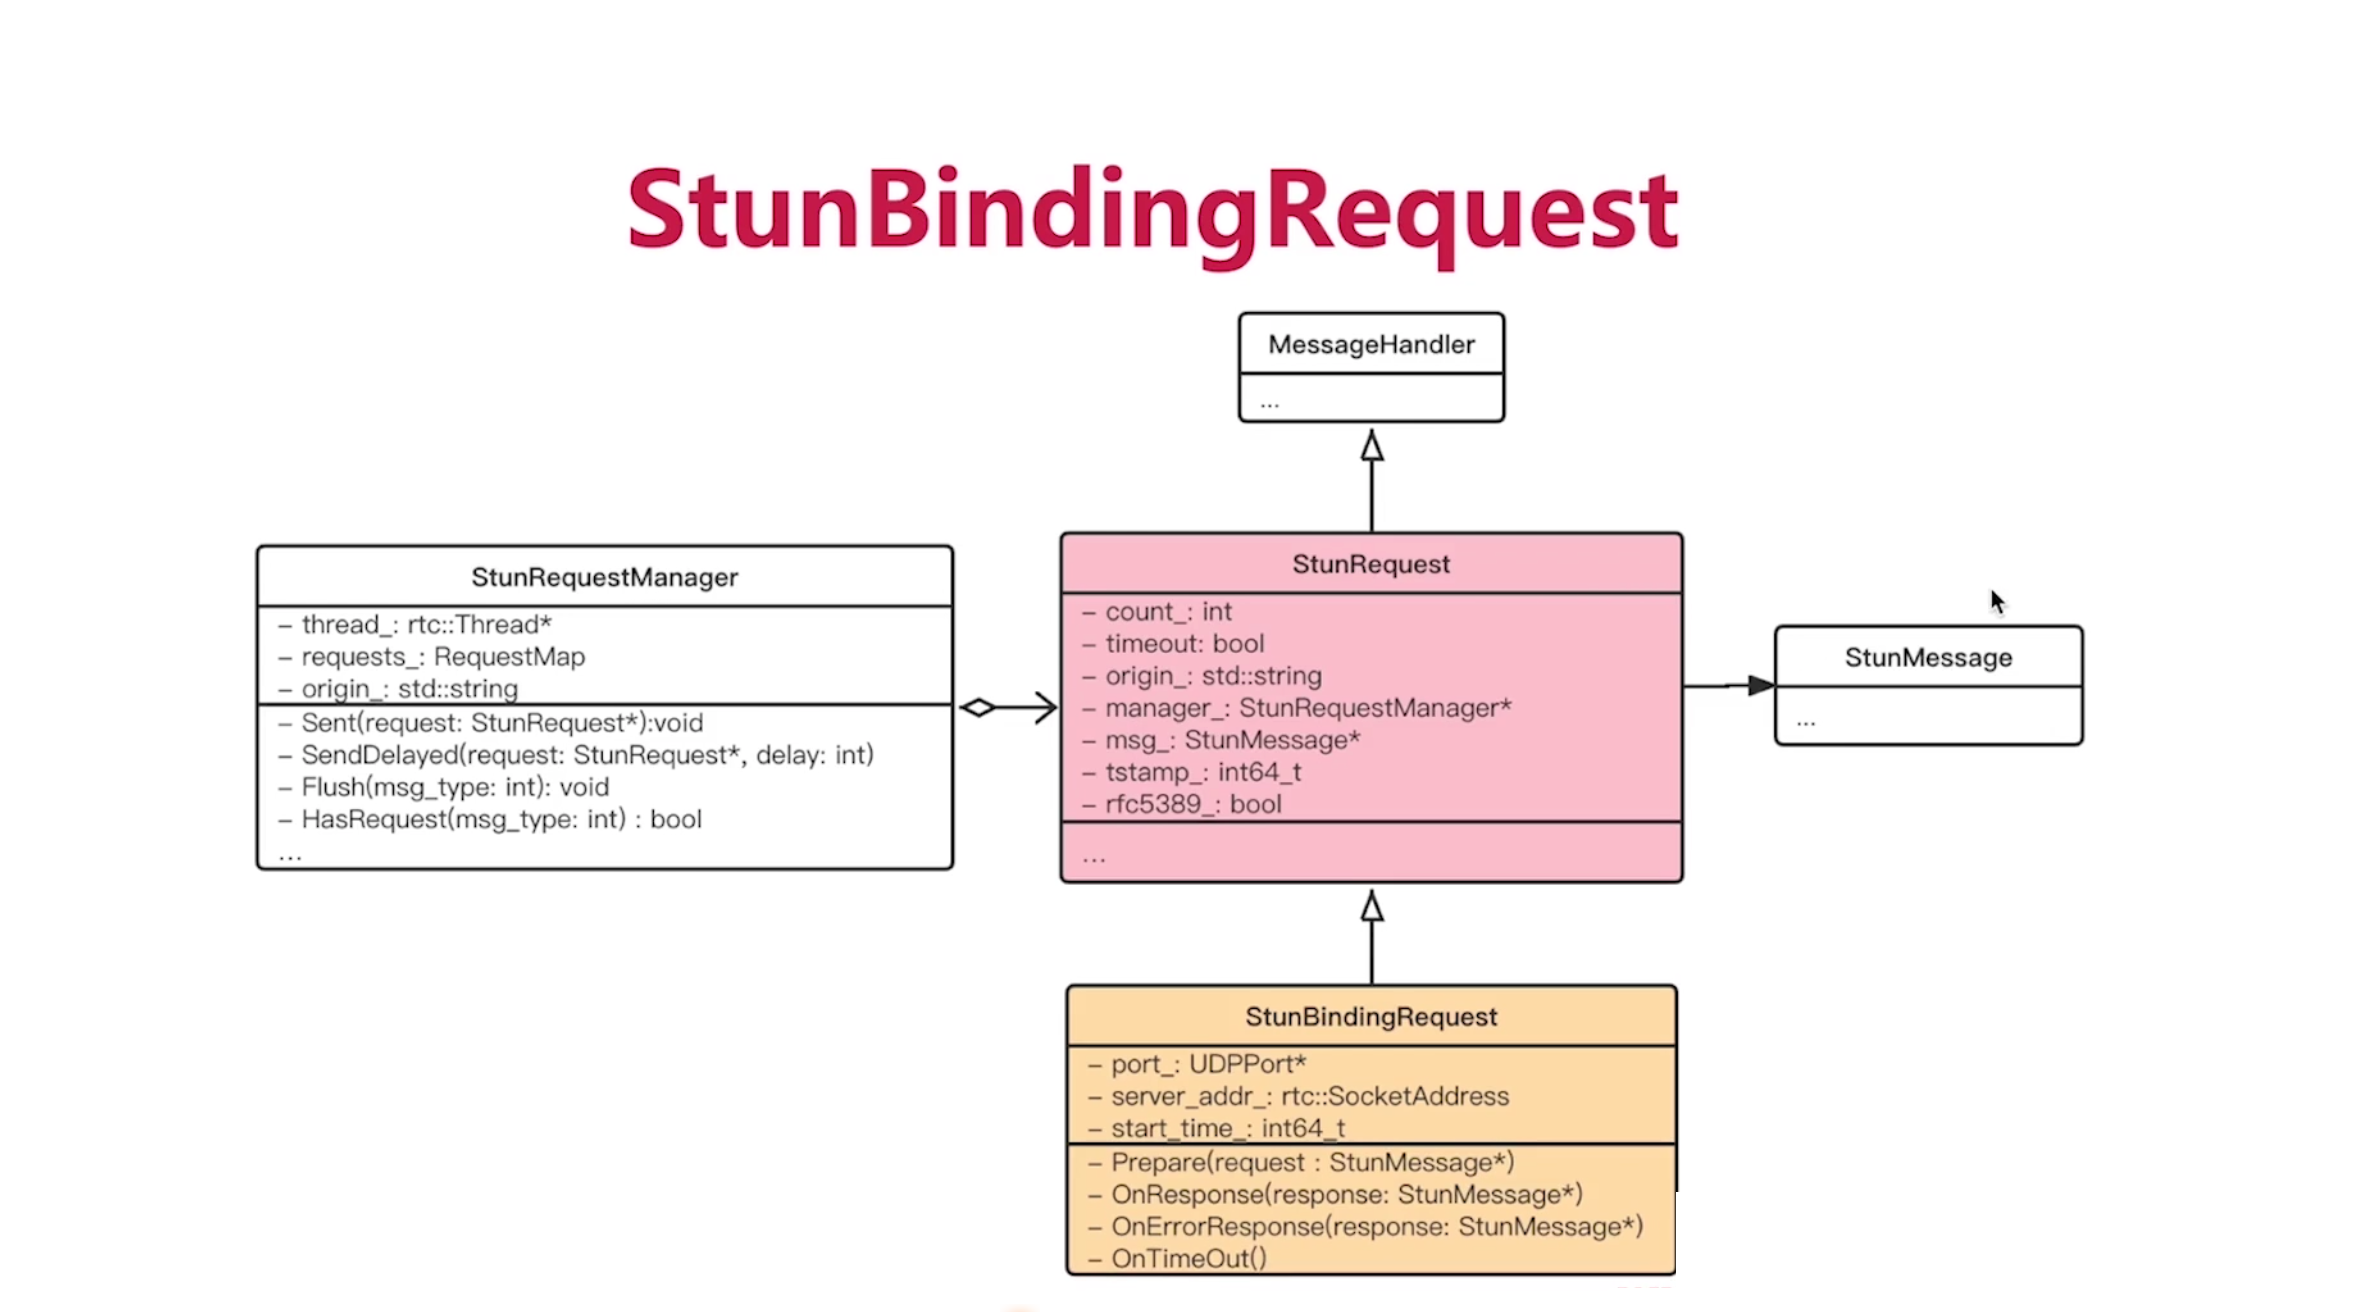 StunBindingRequest
MessageHandler
...
StunRequestManager
– thread_: rtc::Thread*
– requests_: RequestMap
– origin_: std::string
– Sent(request: StunRequest*):void
– SendDelayed(request: StunRequest*, delay: int)
– Flush(msg_type: int): void
– HasRequest(msg_type: int) : bool
...
StunRequest
– count_: int
– timeout: bool
– origin_: std::string
– manager_: StunRequestManager*
– msg_: StunMessage*
– tstamp_: int64_t
– rfc5389_: bool
...
StunMessage
...
StunBindingRequest
– port_: UDPPort*
– server_addr_: rtc::SocketAddress
– start_time_: int64_t
– Prepare(request : StunMessage*)
– OnResponse(response: StunMessage*)
– OnErrorResponse(response: StunMessage*)
– OnTimeOut()